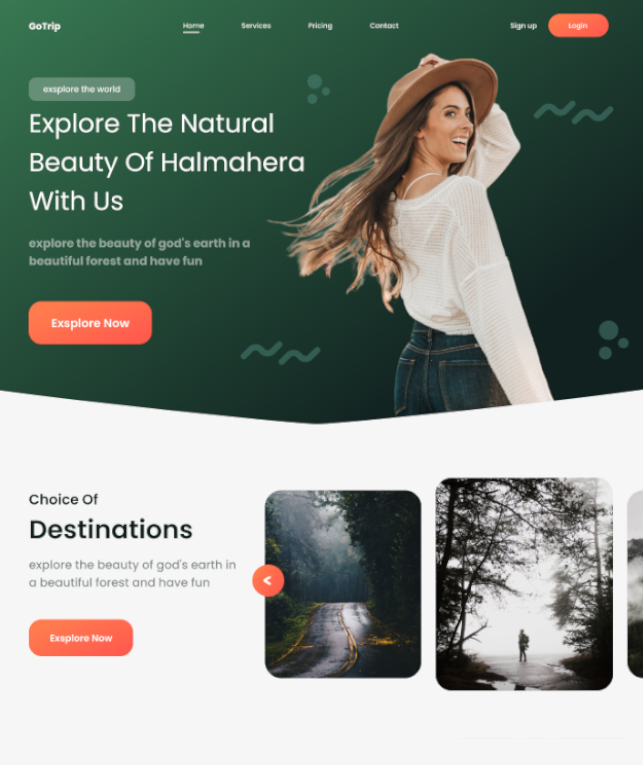 GoTrip
Home
Services
Pricing
Contact
Sign up
Login
exsplore the world
Explore The Natural
Beauty Of Halmahera
With Us
explore the beauty of god's earth in a
beautiful forest and have fun
Exsplore Now
Choice Of
Destinations
explore the beauty of god's earth in
a beautiful forest and have fun
Exsplore Now